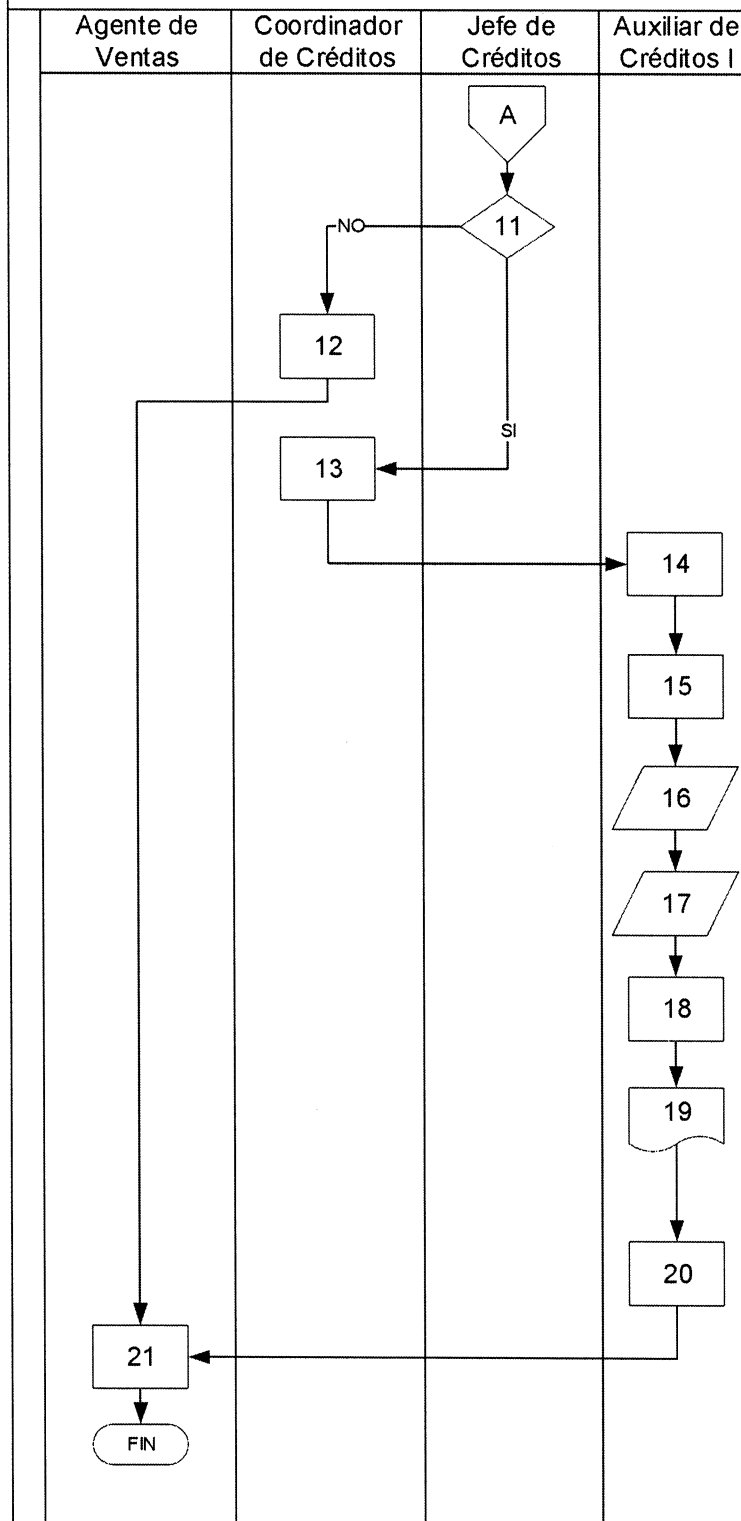 Agente de
Ventas
Coordinador
de Créditos
Jefe de
Créditos
Auxiliar de
Créditos I
A
11
NO
12
SI
13
14
15
16
17
18
19
20
21
FIN